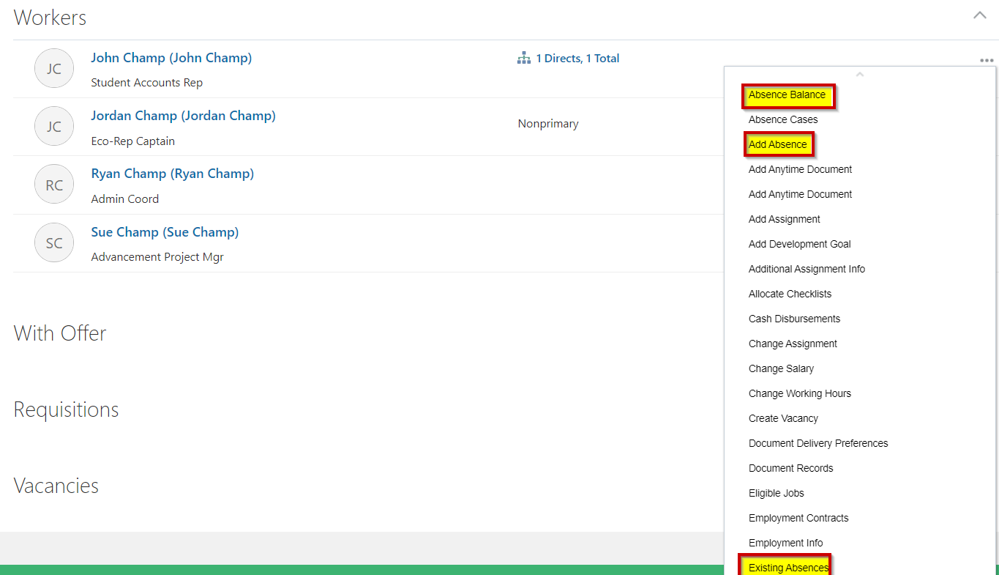 Workers
JC
John Champ (John Champ)
1 Directs, 1 Total
Student Accounts Rep
JC
Jordan Champ (Jordan Champ)
Nonprimary
Eco-Rep Captain
RC
Ryan Champ (Ryan Champ)
Admin Coord
SC
Sue Champ (Sue Champ)
Advancement Project Mgr
With Offer
Requisitions
Vacancies
Absence Balance
Absence Cases
Add Absence
Add Anytime Document
Add Anytime Document
Add Assignment
Add Development Goal
Additional Assignment Info
Allocate Checklists
Cash Disbursements
Change Assignment
Change Salary
Change Working Hours
Create Vacancy
Document Delivery Preferences
Document Records
Eligible Jobs
Employment Contracts
Employment Info
Existing Absences